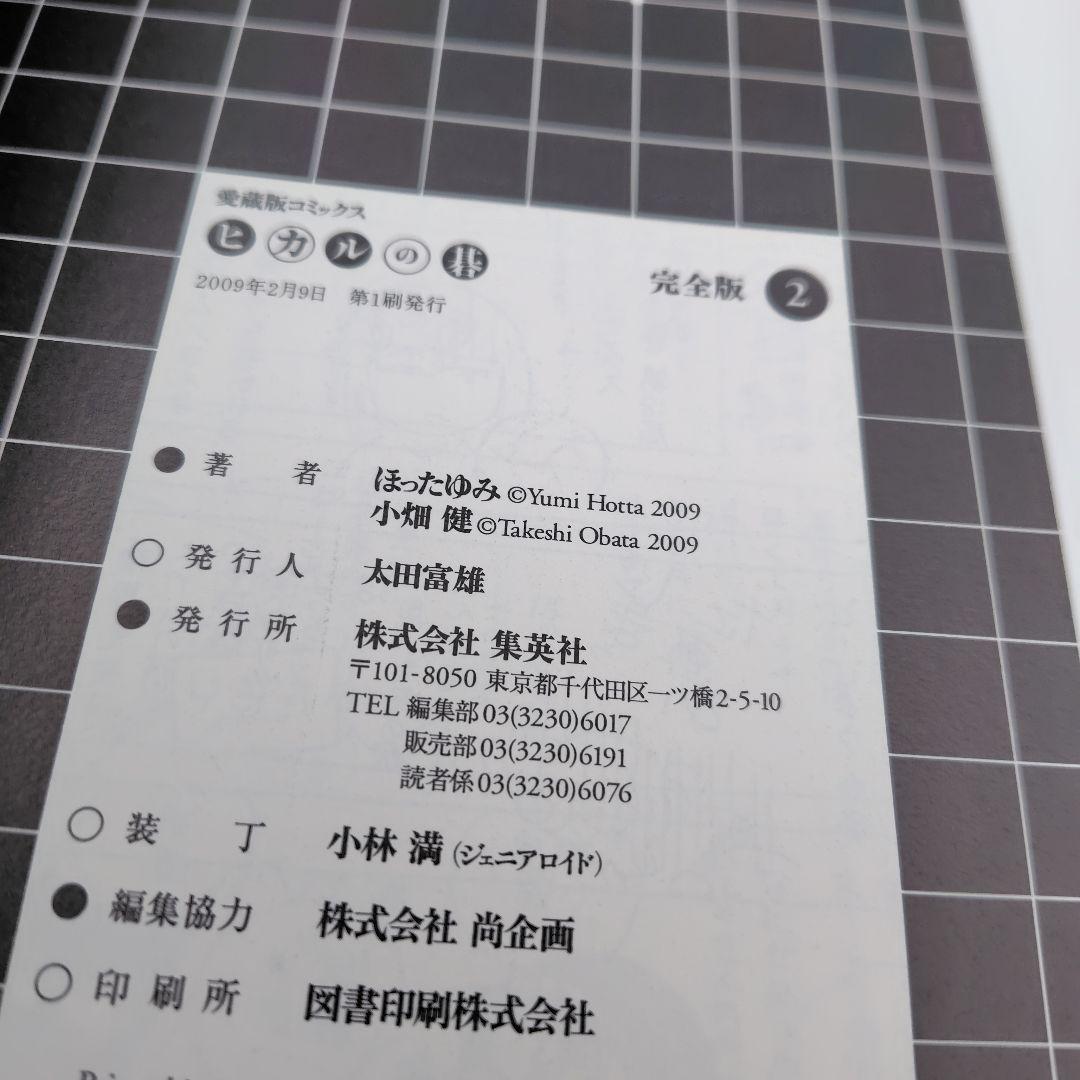 愛蔵版コミックス
ヒカルの碁 完全版 2
2009年2月9日 第1刷発行
著者 ほったゆみ ©Yumi Hotta 2009
小畑 健 ©Takeshi Obata 2009
発行人 太田富雄
発行所 株式会社 集英社
〒101-8050 東京都千代田区一ツ橋2-5-10
TEL 編集部 03(3230)6017
販売部 03(3230)6191
読者係 03(3230)6076
装丁 小林 満 (ジェニアロイド)
編集協力 株式会社 尚企画
印刷所 図書印刷株式会社